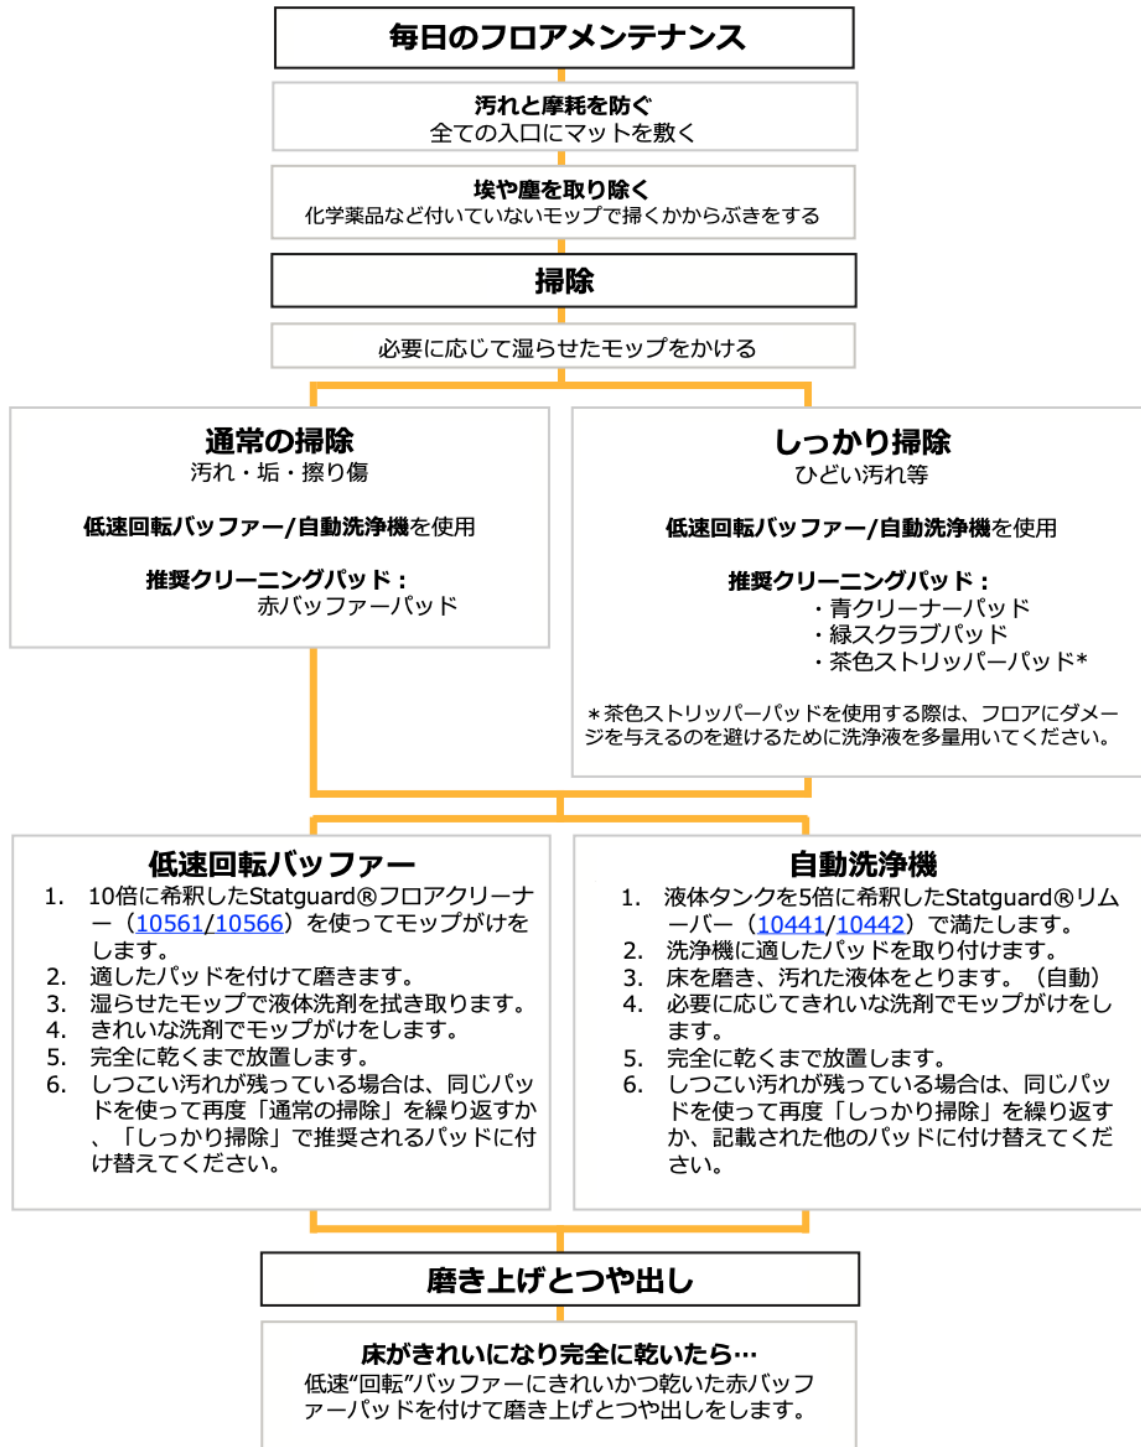 毎日のフロアメンテナンス
汚れと摩耗を防ぐ
全ての入口にマットを敷く
埃や塵を取り除く
化学薬品など付いていないモップで掃くかからぶきをする
掃除
必要に応じて湿らせたモップをかける
通常の掃除
汚れ・垢・擦り傷
低速回転バッファー/自動洗浄機を使用
推奨クリーニングパッド：
赤バッファーパッド
しっかり掃除
ひどい汚れ等
低速回転バッファー/自動洗浄機を使用
推奨クリーニングパッド：
・青クリーナーパッド
・緑スクラブパッド
・茶色ストリッパーパッド*
＊茶色ストリッパーパッドを使用する際は、フロアにダメー
ジを与えるのを避けるために洗浄液を多量用いてください。
低速回転バッファー
1. 10倍に希釈したStatguard®フロアクリーナ
ー（10561/10566）を使ってモップがけを
します。
2. 適したパッドを付けて磨きます。
3. 湿らせたモップで液体洗剤を拭き取ります。
4. きれいな洗剤でモップがけをします。
5. 完全に乾くまで放置します。
6. しつこい汚れが残っている場合は、同じパッ
ドを使って再度「通常の掃除」を繰り返すか
、「しっかり掃除」で推奨されるパッドに付
け替えてください。
自動洗浄機
1. 液体タンクを5倍に希釈したStatguard®リム
ーバー（10441/10442）で満たします。
2. 洗浄機に適したパッドを取り付けます。
3. 床を磨き、汚れた液体をとります。（自動）
4. 必要に応じてきれいな洗剤でモップがけをし
ます。
5. 完全に乾くまで放置します。
6. しつこい汚れが残っている場合は、同じパッ
ドを使って再度「しっかり掃除」を繰り返す
か、記載された他のパッドに付け替えてくだ
さい。
磨き上げとつや出し
床がきれいになり完全に乾いたら…
低速“回転”バッファーにきれいかつ乾いた赤バッフ
ァーパッドを付けて磨き上げとつや出しをします。